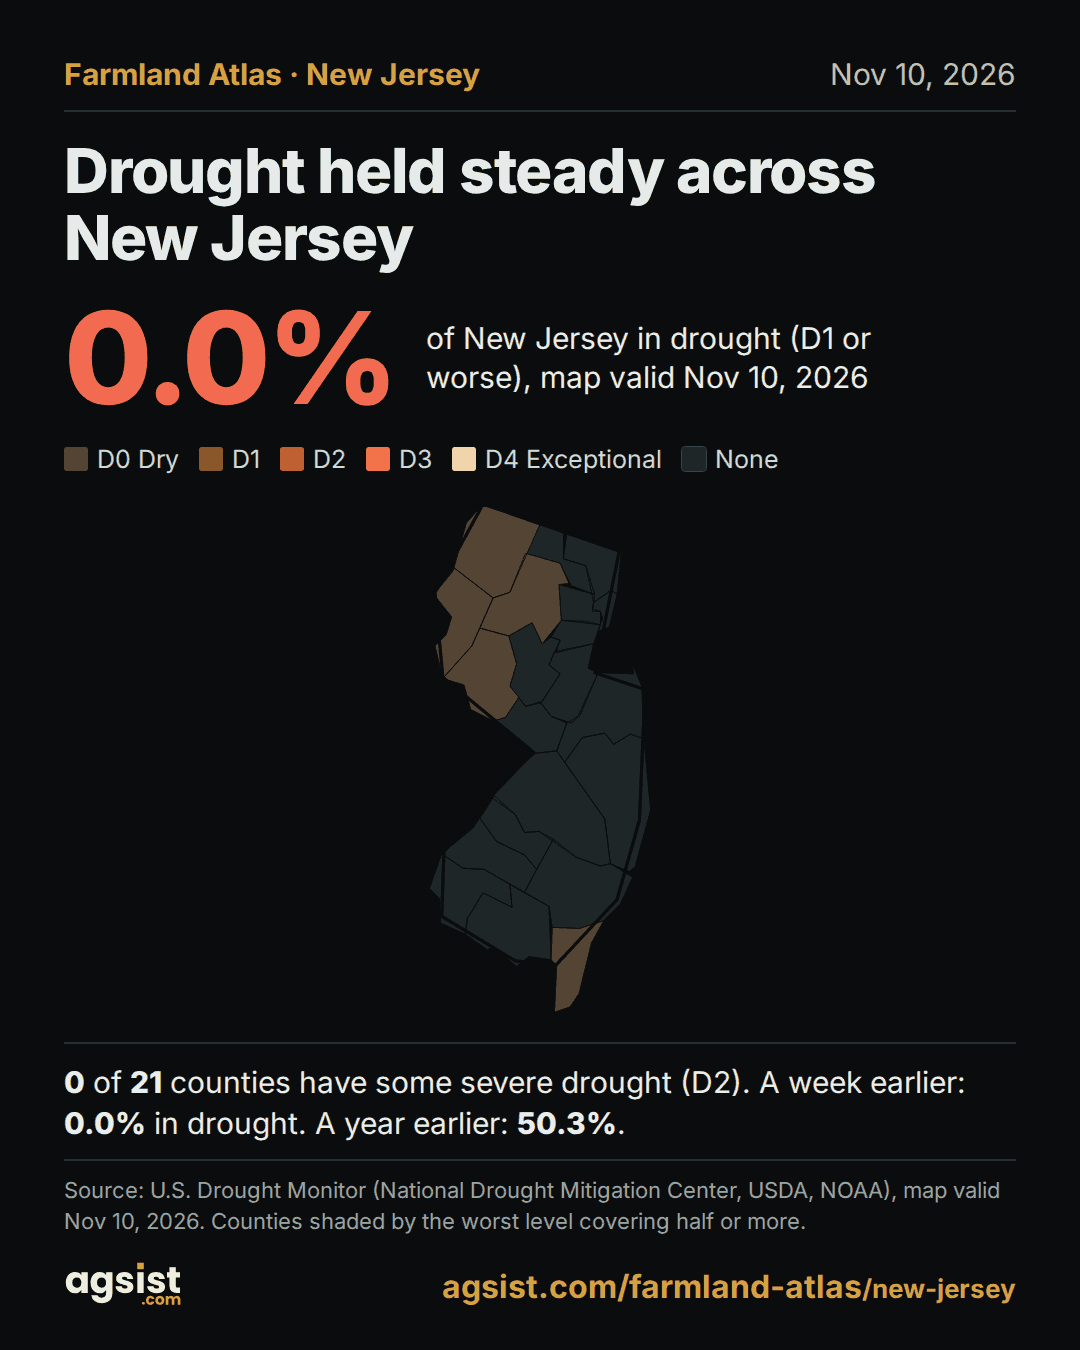 Farmland Atlas · New Jersey
Nov 10, 2026
Drought held steady across
New Jersey
0.0%
of New Jersey in drought (D1 or
worse), map valid Nov 10, 2026
D0 Dry D1 D2 D3 D4 Exceptional None
0 of 21 counties have some severe drought (D2). A week earlier:
0.0% in drought. A year earlier: 50.3%.
Source: U.S. Drought Monitor (National Drought Mitigation Center, USDA, NOAA), map valid
Nov 10, 2026. Counties shaded by the worst level covering half or more.
agsist
.com
agsist.com/farmland-atlas/new-jersey